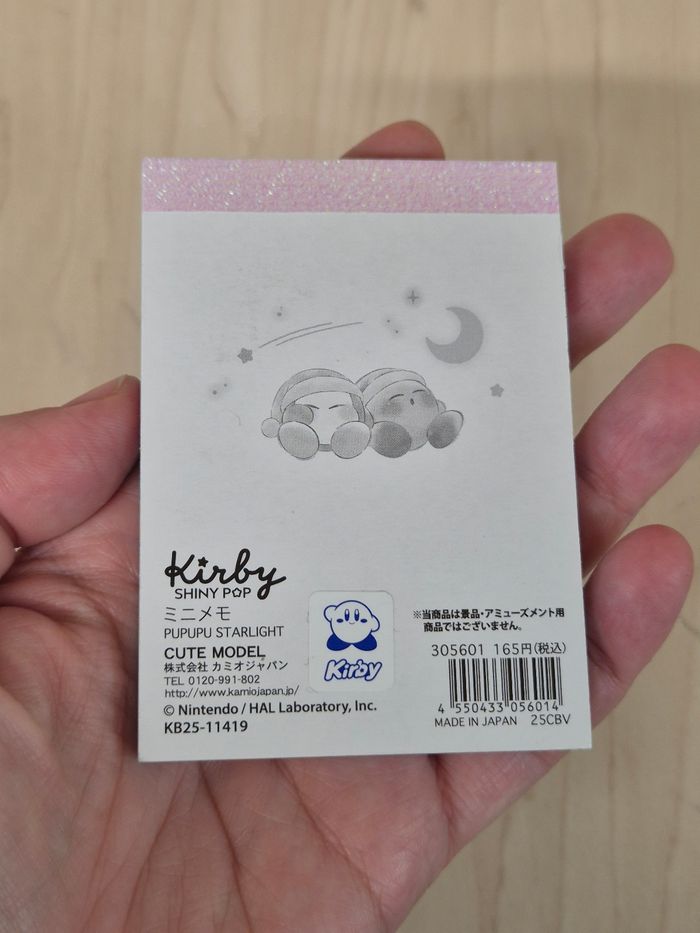 Kirby
SHINY POP
ミニメモ
PUPUPU STARLIGHT
CUTE MODEL
株式会社 カミオジャパン
TEL 0120-991-802
http://www.kamiojapan.jp/
© Nintendo / HAL Laboratory, Inc.
KB25-11419
Kirby
※当商品は景品・アミューズメント用
商品ではございません。
305601 165円(税込)
4 550433 056014
MADE IN JAPAN 25CBV